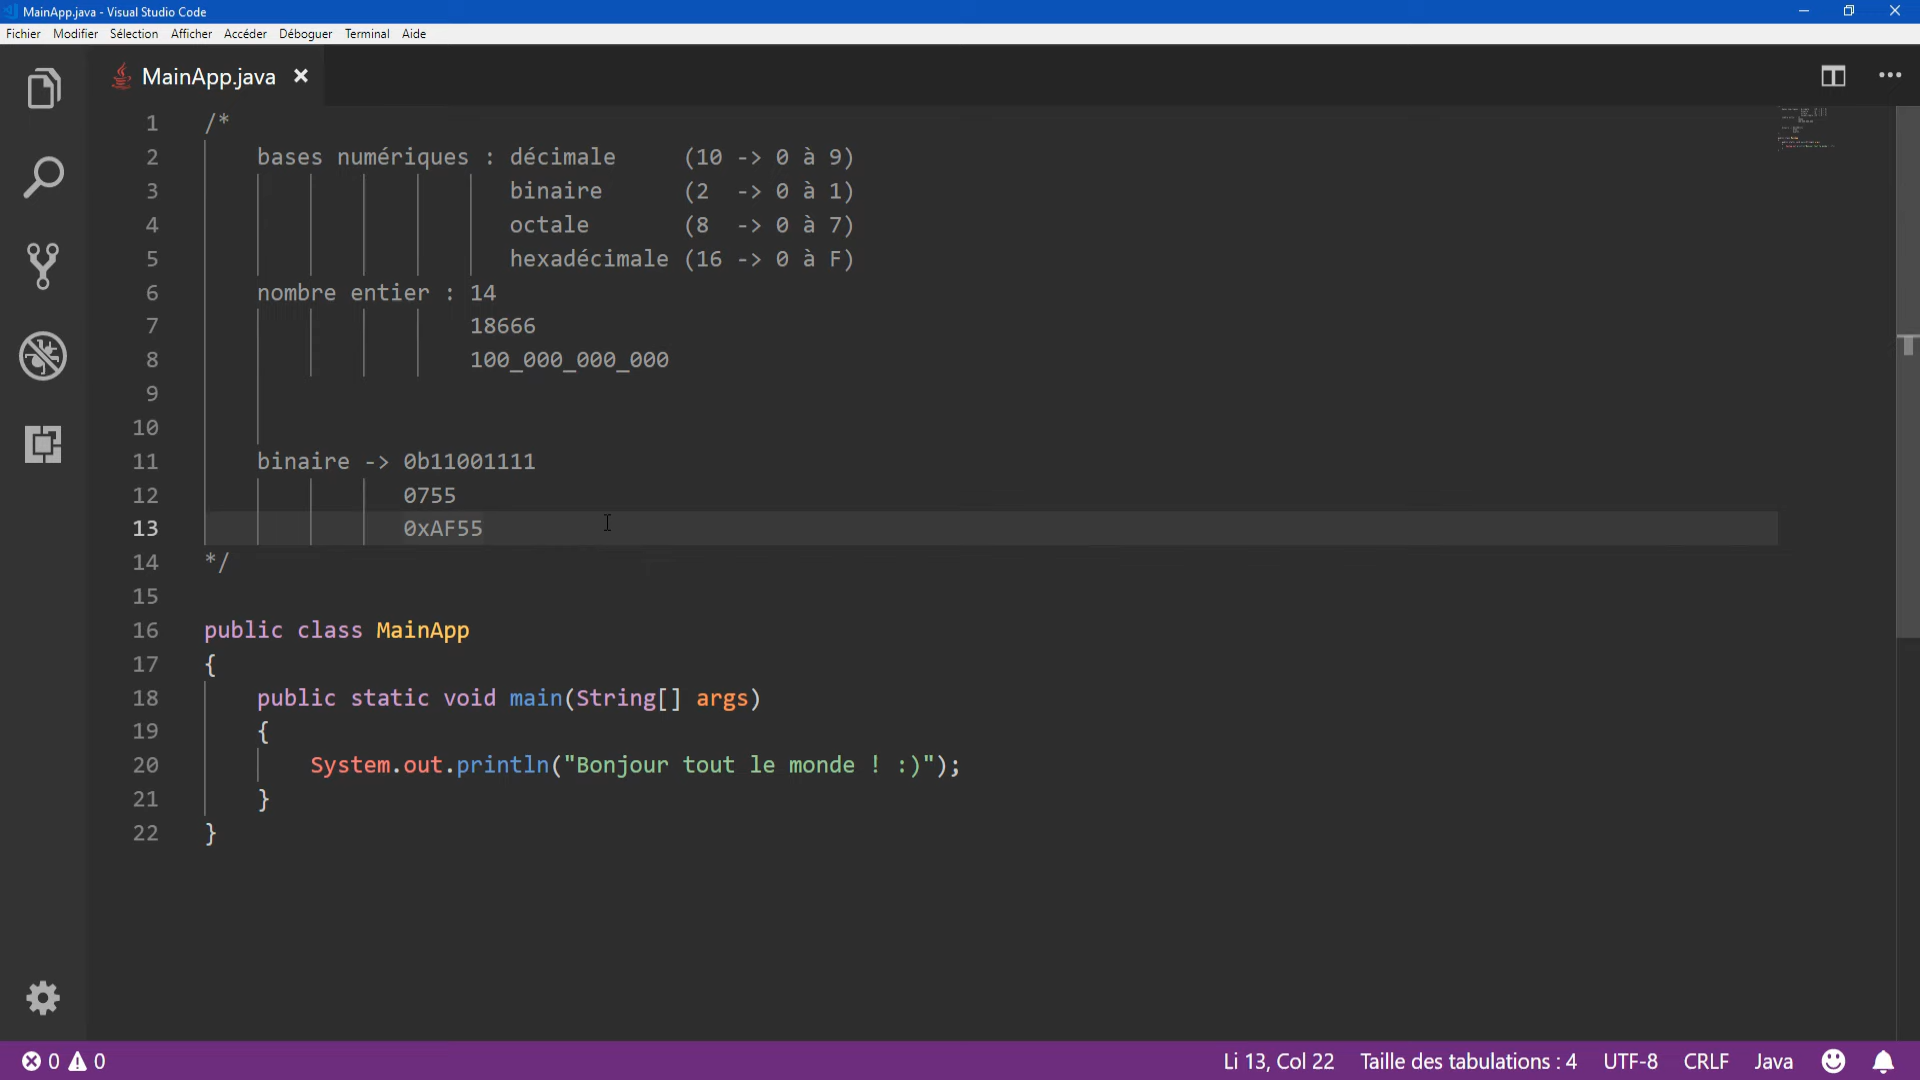 MainApp.java - Visual Studio Code
Fichier Modifier Sélection Afficher Accéder Déboguer Terminal Aide
MainApp.java
1 /*
2 bases numériques : décimale (10 -> 0 à 9)
3 binaire (2 -> 0 à 1)
4 octale (8 -> 0 à 7)
5 hexadécimale (16 -> 0 à F)
6 nombre entier : 14
7 18666
8 100_000_000_000
9
10
11 binaire -> 0b11001111
12 0755
13 0xAF55
14 */
15
16 public class MainApp
17 {
18 public static void main(String[] args)
19 {
20 System.out.println("Bonjour tout le monde ! :)");
21 }
22 }
0 0 Li 13, Col 22 Taille des tabulations : 4 UTF-8 CRLF Java